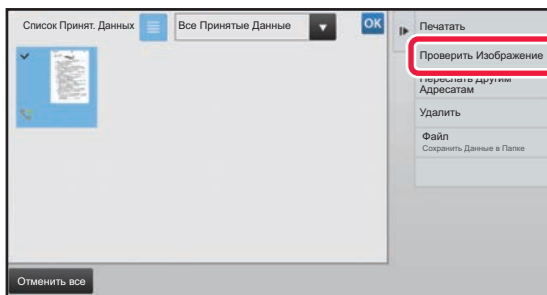 Список Принят. Данных
Все Принятые Данные
OK
Печатать
Проверить Изображение
Переслать Другим
Адресатам
Удалить
Файл
Сохранить Данные в Папке
Отменить все